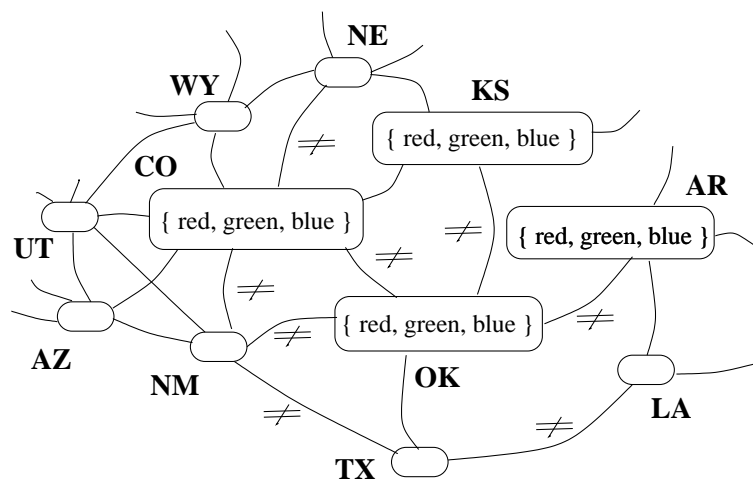 NE
WY
KS
{ red, green, blue }
CO
AR
{ red, green, blue }
{ red, green, blue }
UT
{ red, green, blue }
AZ
NM
OK
LA
TX